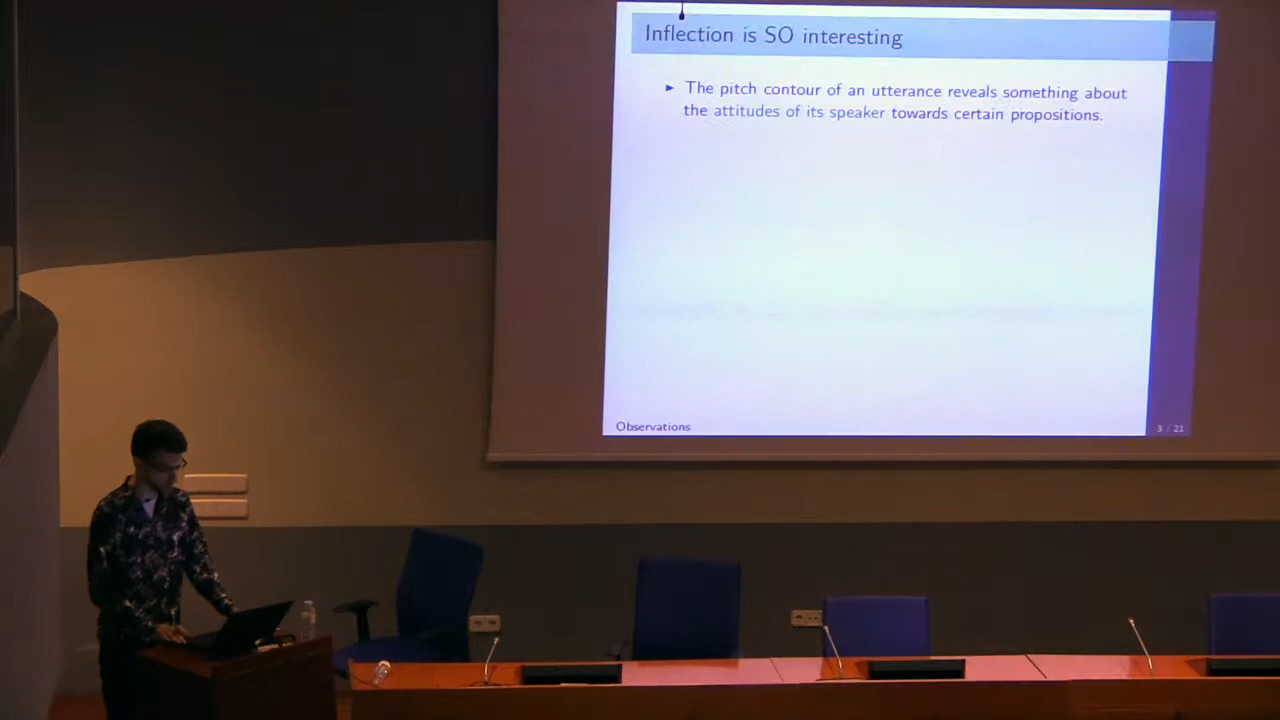 Inflection is SO interesting
► The pitch contour of an utterance reveals something about
the attitudes of its speaker towards certain propositions.
Observations
3 / 21